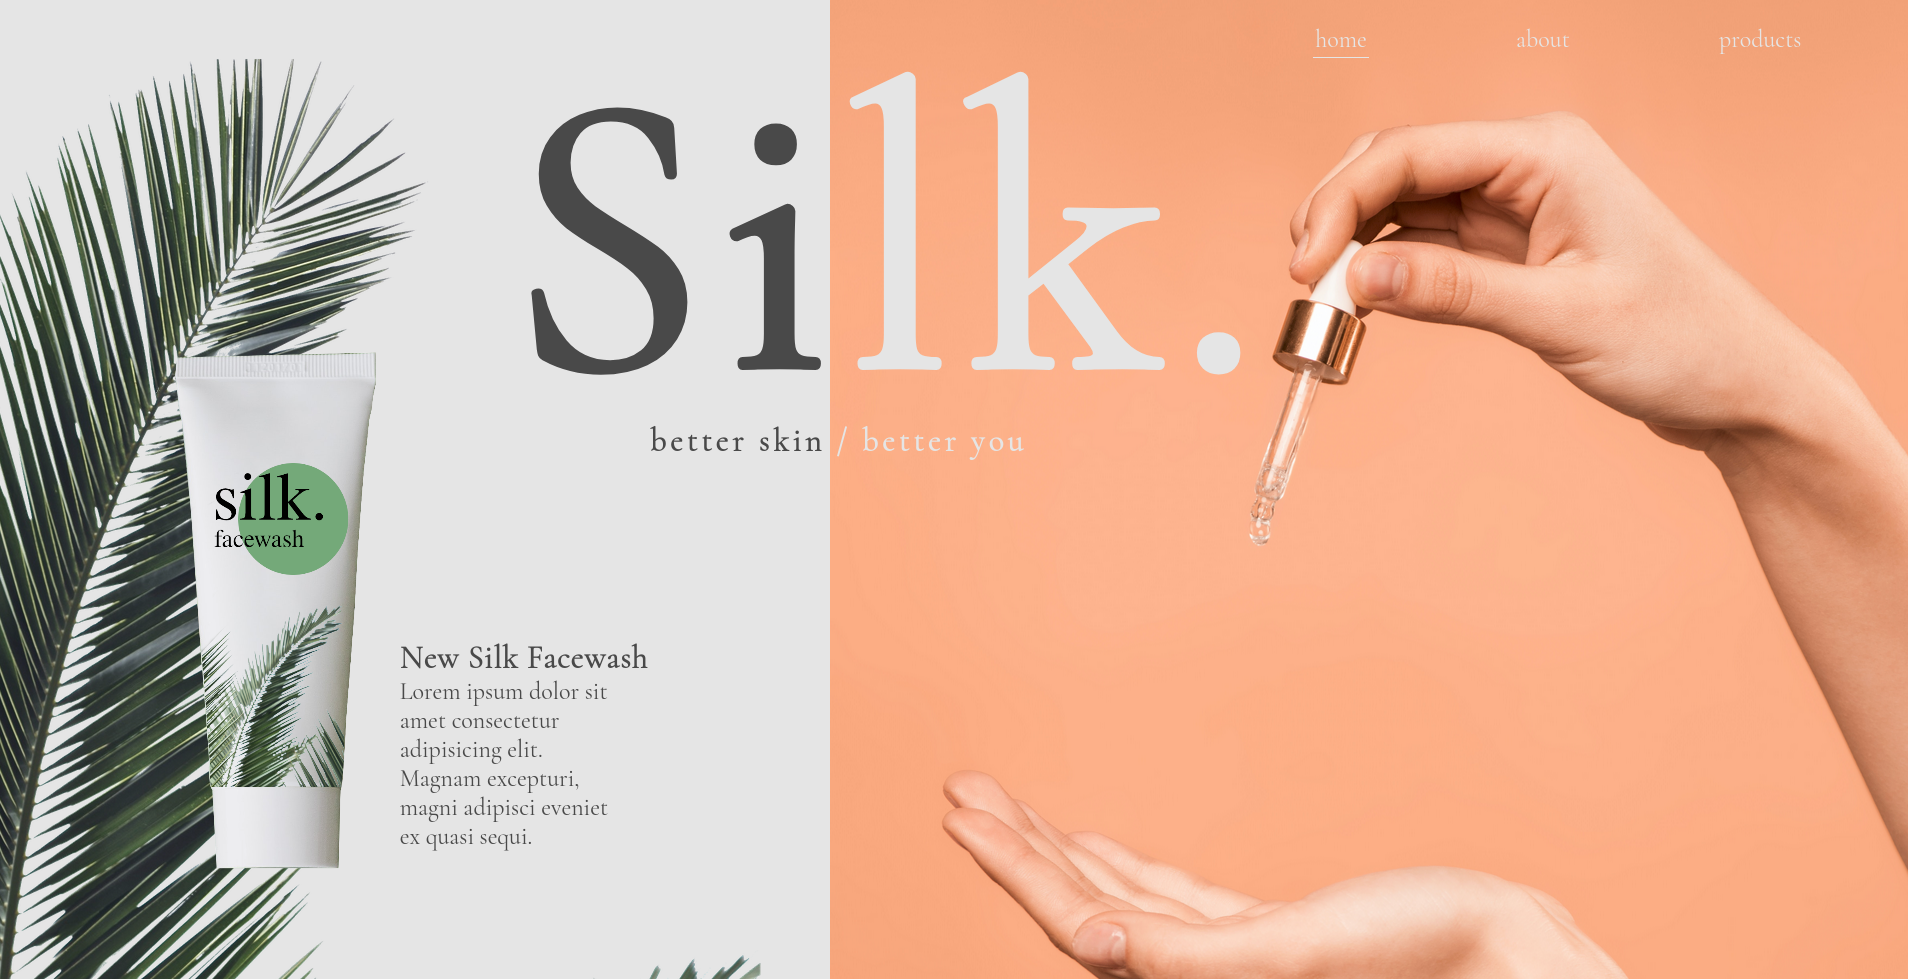 home about products
Silk.
better skin / better you
silk.
facewash
New Silk Facewash
Lorem ipsum dolor sit
amet consectetur
adipisicing elit.
Magnam excepturi,
magni adipisci eveniet
ex quasi sequi.